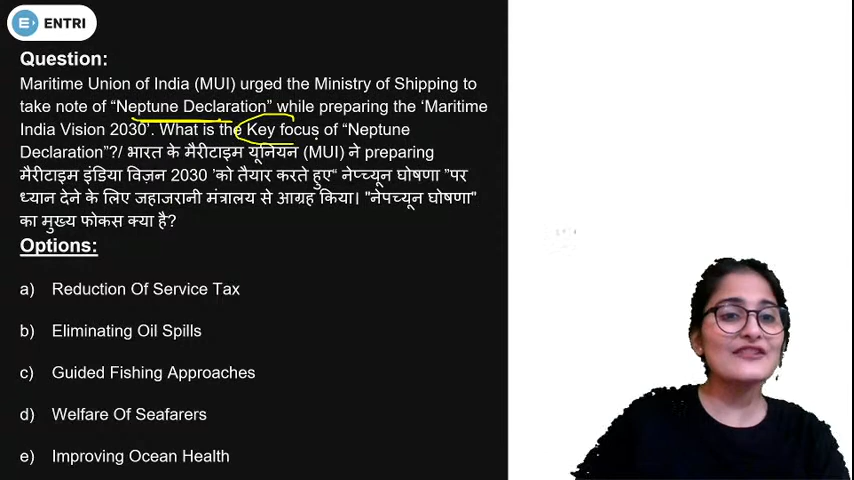 ENTRI
Question:
Maritime Union of India (MUI) urged the Ministry of Shipping to
take note of “Neptune Declaration” while preparing the ‘Maritime
India Vision 2030’. What is the Key focus of “Neptune
Declaration”?/ भारत के मैरीटाइम यूनियन (MUI) ने preparing
मैरीटाइम इंडिया विज़न 2030 ’को तैयार करते हुए“ नेप्च्यून घोषणा ”पर
ध्यान देने के लिए जहाजरानी मंत्रालय से आग्रह किया। "नेपच्यून घोषणा"
का मुख्य फोकस क्या है?
Options:
a) Reduction Of Service Tax
b) Eliminating Oil Spills
c) Guided Fishing Approaches
d) Welfare Of Seafarers
e) Improving Ocean Health